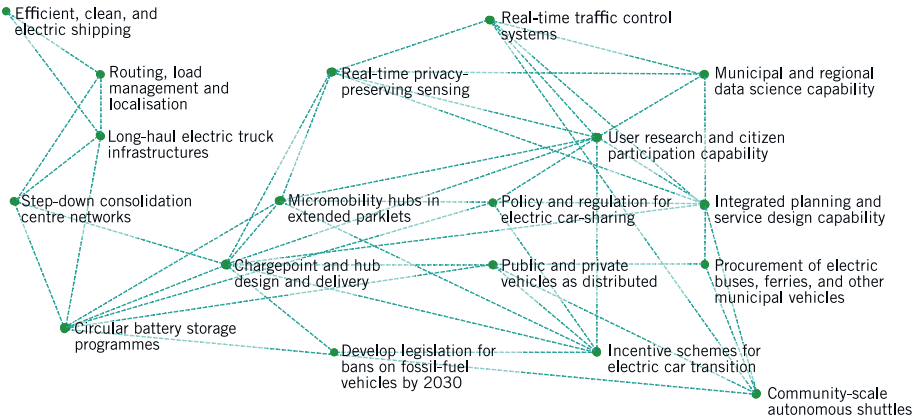 Efficient, clean, and
electric shipping
Real-time traffic control
systems
Routing, load
management and
localisation
Real-time privacy-
preserving sensing
Municipal and regional
data science capability
Long-haul electric truck
infrastructures
User research and citizen
participation capability
Step-down consolidation
centre networks
Micromobility hubs in
extended parklets
Policy and regulation for
electric car-sharing
Integrated planning and
service design capability
Chargepoint and hub
design and delivery
Public and private
vehicles as distributed
Procurement of electric
buses, ferries, and other
municipal vehicles
Circular battery storage
programmes
Develop legislation for
bans on fossil-fuel
vehicles by 2030
Incentive schemes for
electric car transition
Community-scale
autonomous shuttles